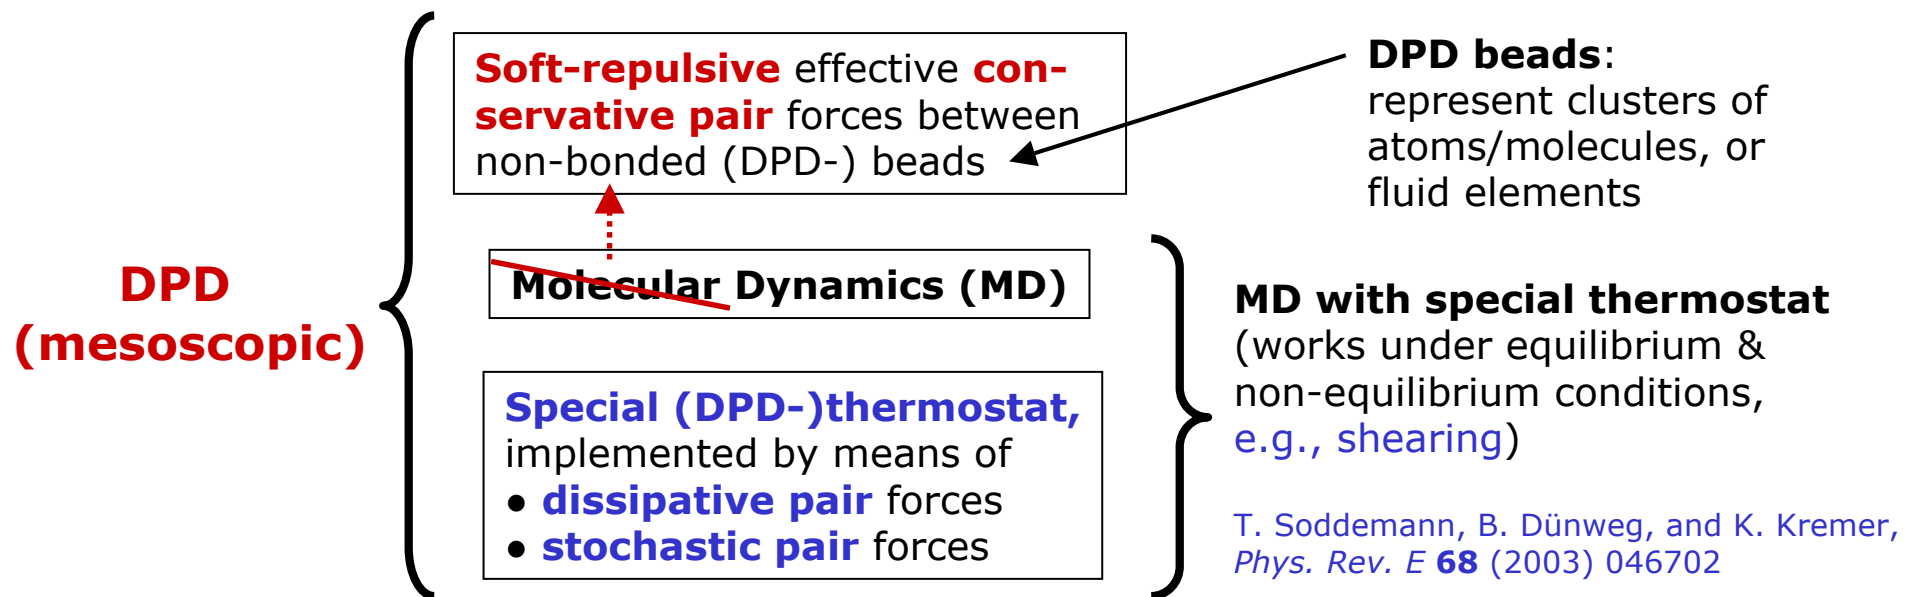 DPD
(mesoscopic)
Soft-repulsive effective con-
servative pair forces between
non-bonded (DPD-) beads
Molecular Dynamics (MD)
Special (DPD-)thermostat,
implemented by means of
● dissipative pair forces
● stochastic pair forces
DPD beads:
represent clusters of
atoms/molecules, or
fluid elements
MD with special thermostat
(works under equilibrium &
non-equilibrium conditions,
e.g., shearing)
T. Soddemann, B. Dünweg, and K. Kremer,
Phys. Rev. E 68 (2003) 046702